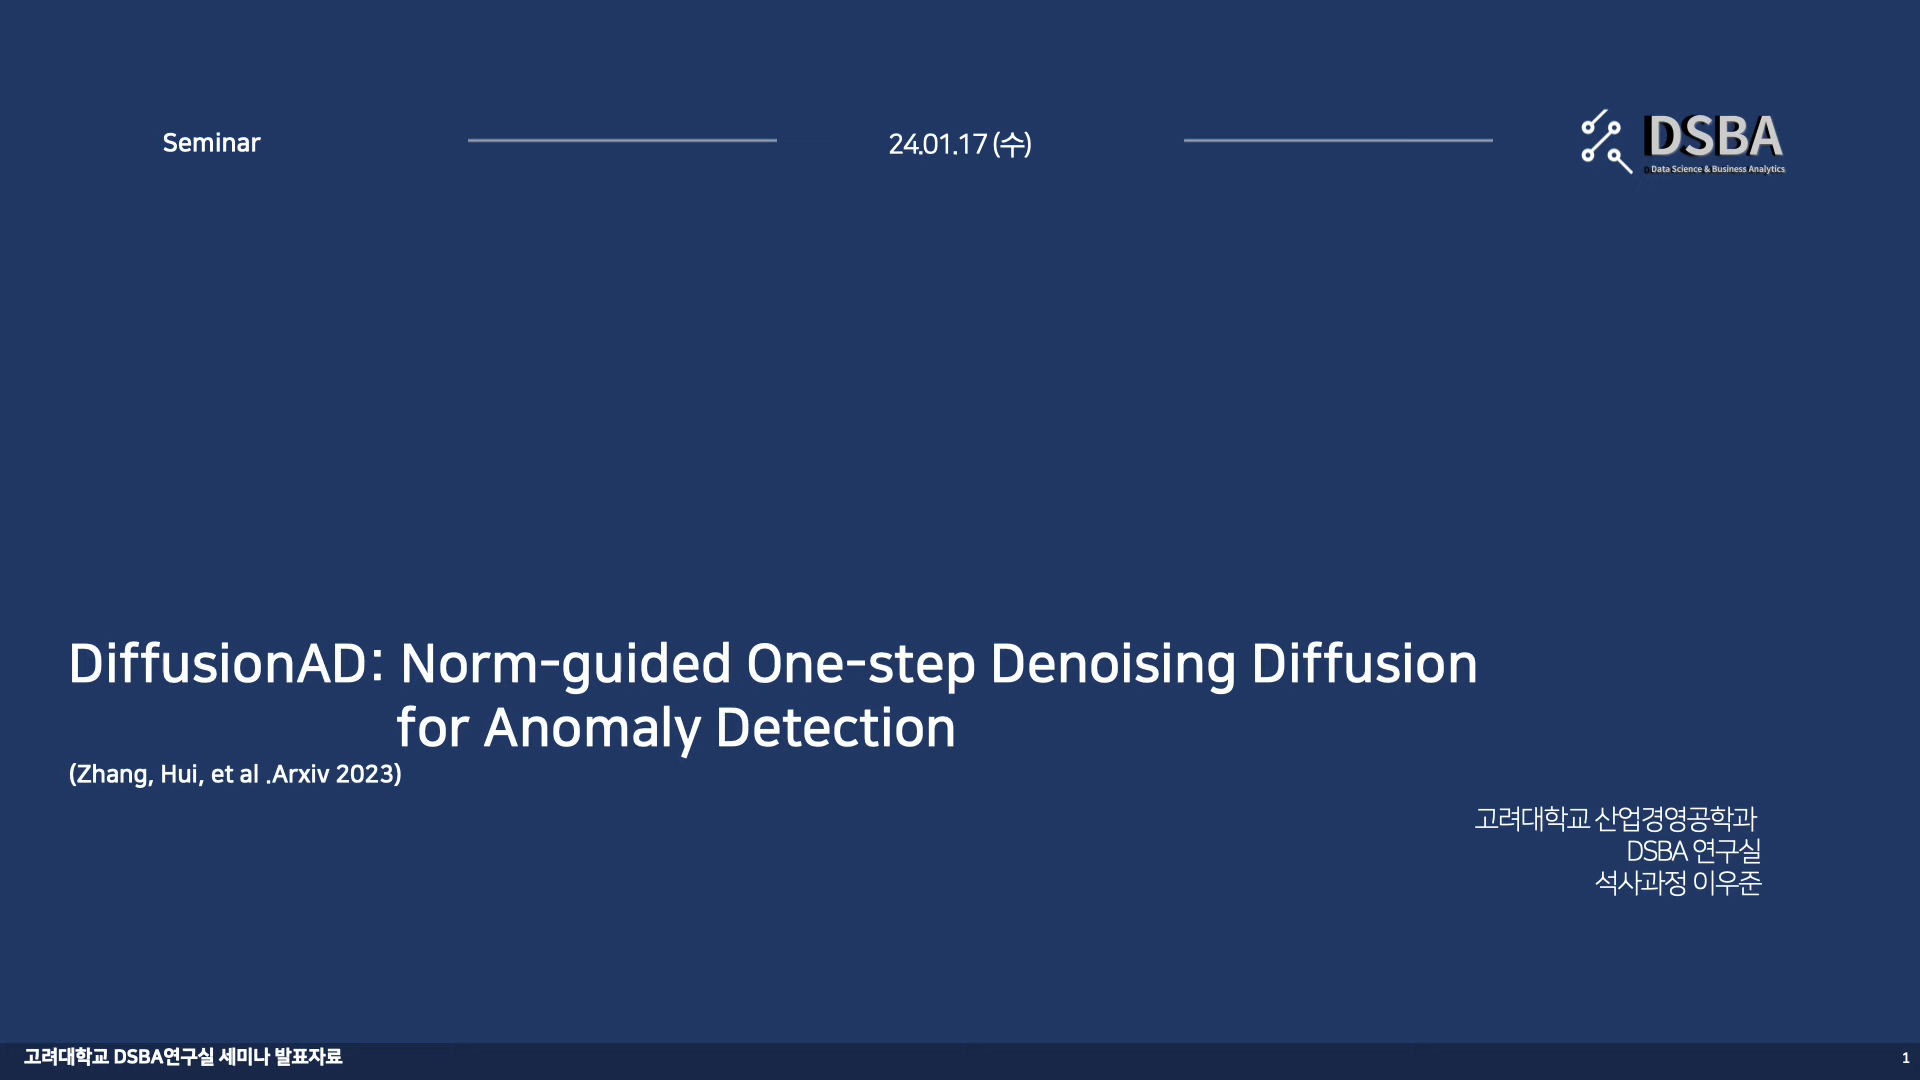 Seminar
24.01.17 (수)
DSBA
Data Science & Business Analytics
DiffusionAD: Norm-guided One-step Denoising Diffusion
for Anomaly Detection
(Zhang, Hui, et al .Arxiv 2023)
고려대학교 산업경영공학과
DSBA 연구실
석사과정 이우준
고려대학교 DSBA연구실 세미나 발표자료
1